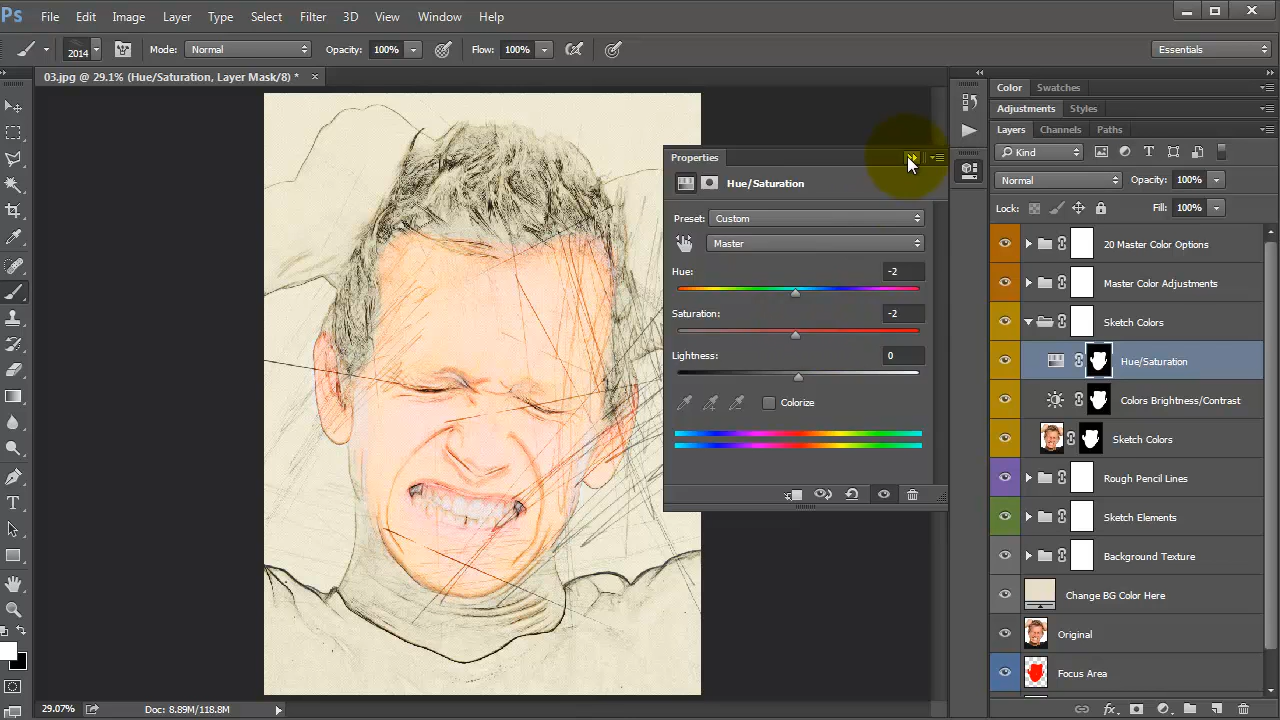 Ps File Edit Image Layer Type Select Filter 3D View Window Help
2014 Mode: Normal Opacity: 100% Flow: 100% Essentials
03.jpg @ 29.1% (Hue/Saturation, Layer Mask/8) * ×
Color Swatches
Adjustments Styles
Layers Channels Paths
Kind
Normal Opacity: 100%
Lock: Fill: 100%
20 Master Color Options
Master Color Adjustments
Sketch Colors
Hue/Saturation
Colors Brightness/Contrast
Sketch Colors
Rough Pencil Lines
Sketch Elements
Background Texture
Change BG Color Here
Original
Focus Area
Properties
Hue/Saturation
Preset: Custom
Master
Hue: -2
Saturation: -2
Lightness: 0
Colorize
29.07% Doc: 8.89M/118.8M